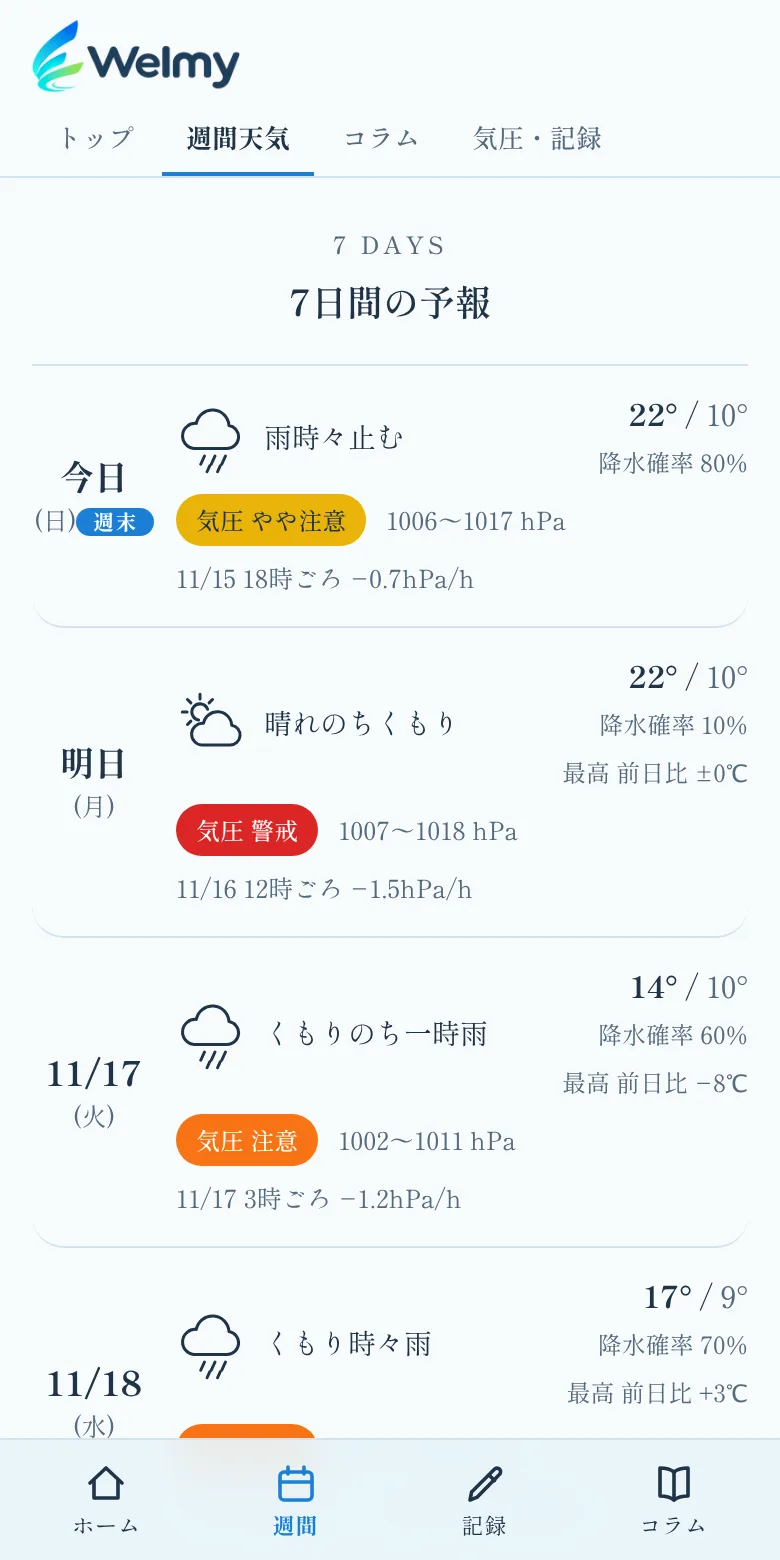 Welmy
トップ 週間天気 コラム 気圧・記録
7 DAYS
7日間の予報
今日
(日)週末
雨時々止む
22° / 10°
降水確率 80%
気圧 やや注意 1006〜1017 hPa
11/15 18時ごろ −0.7hPa/h
明日
(月)
晴れのちくもり
22° / 10°
降水確率 10%
最高 前日比 ±0℃
気圧 警戒 1007〜1018 hPa
11/16 12時ごろ −1.5hPa/h
11/17
(火)
くもりのち一時雨
14° / 10°
降水確率 60%
最高 前日比 −8℃
気圧 注意 1002〜1011 hPa
11/17 3時ごろ −1.2hPa/h
11/18
(水)
くもり時々雨
17° / 9°
降水確率 70%
最高 前日比 +3℃
ホーム 週間 記録 コラム